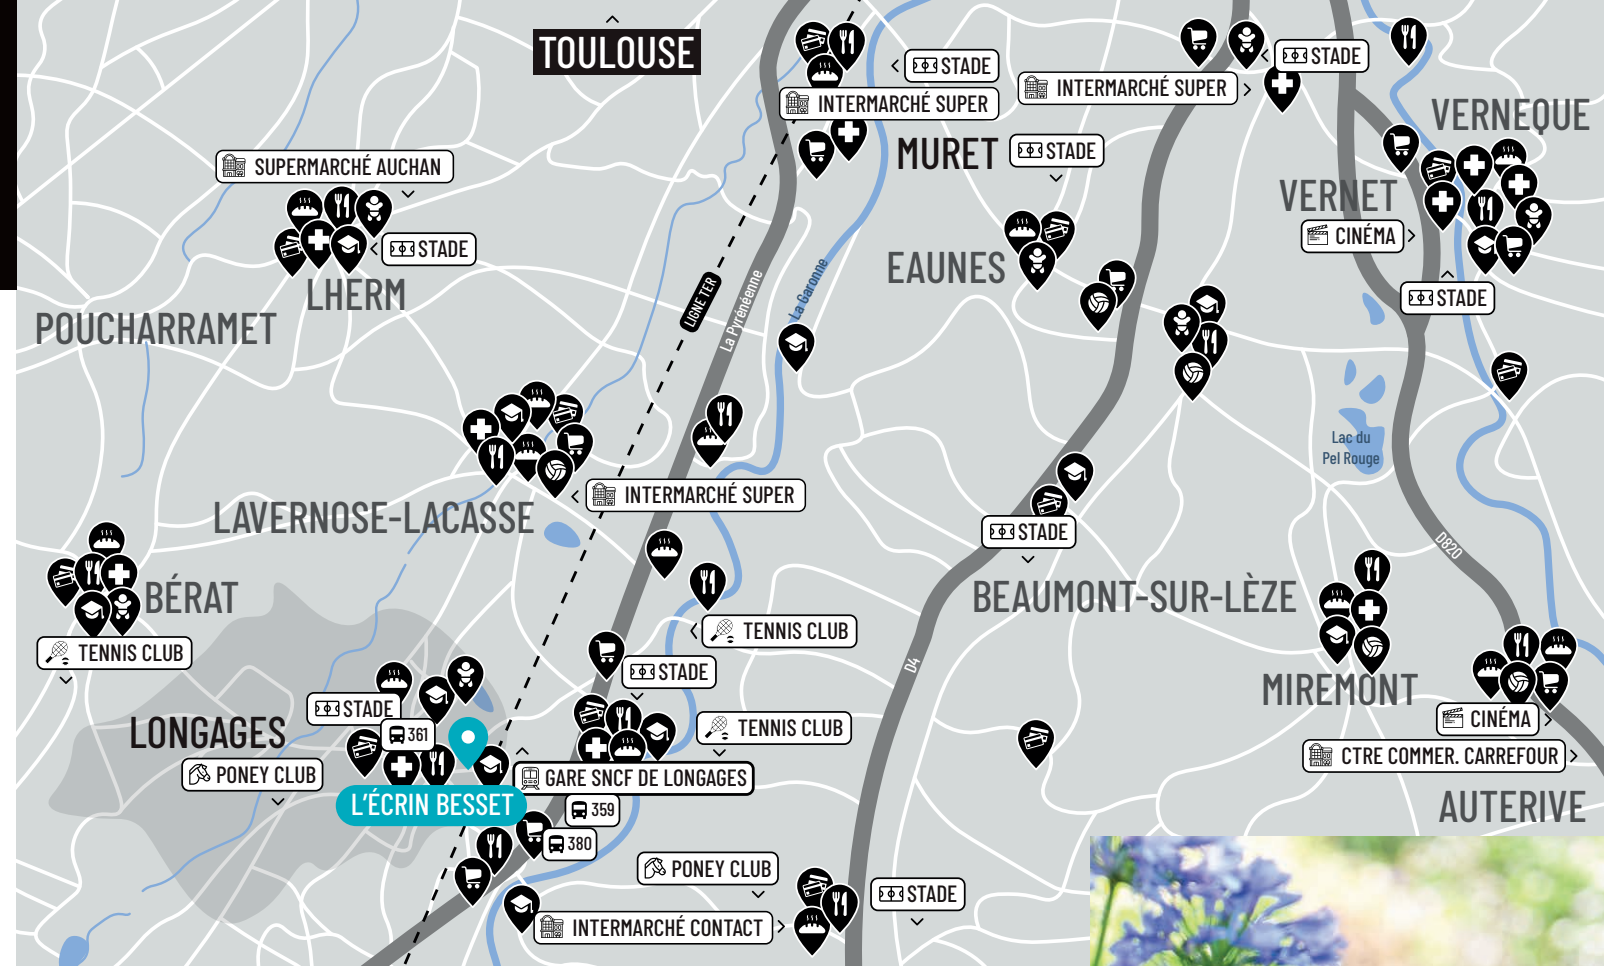 TOULOUSE
STADE
STADE
INTERMARCHÉ SUPER
INTERMARCHÉ SUPER
VERNEQUE
MURET
STADE
SUPERMARCHÉ AUCHAN
VERNET
CINÉMA
STADE
EAUNES
LHERM
STADE
POUCHARRAMET
LIGNE TER
La Pyrénéenne
La Garonne
Lac du
Pel Rouge
INTERMARCHÉ SUPER
LAVERNOSE-LACASSE
STADE
D820
BÉRAT
BEAUMONT-SUR-LÈZE
TENNIS CLUB
TENNIS CLUB
D4
STADE
MIREMONT
STADE
CINÉMA
LONGAGES
361
TENNIS CLUB
CTRE COMMER. CARREFOUR
PONEY CLUB
GARE SNCF DE LONGAGES
L'ÉCRIN BESSET
359
AUTERIVE
380
PONEY CLUB
STADE
INTERMARCHÉ CONTACT